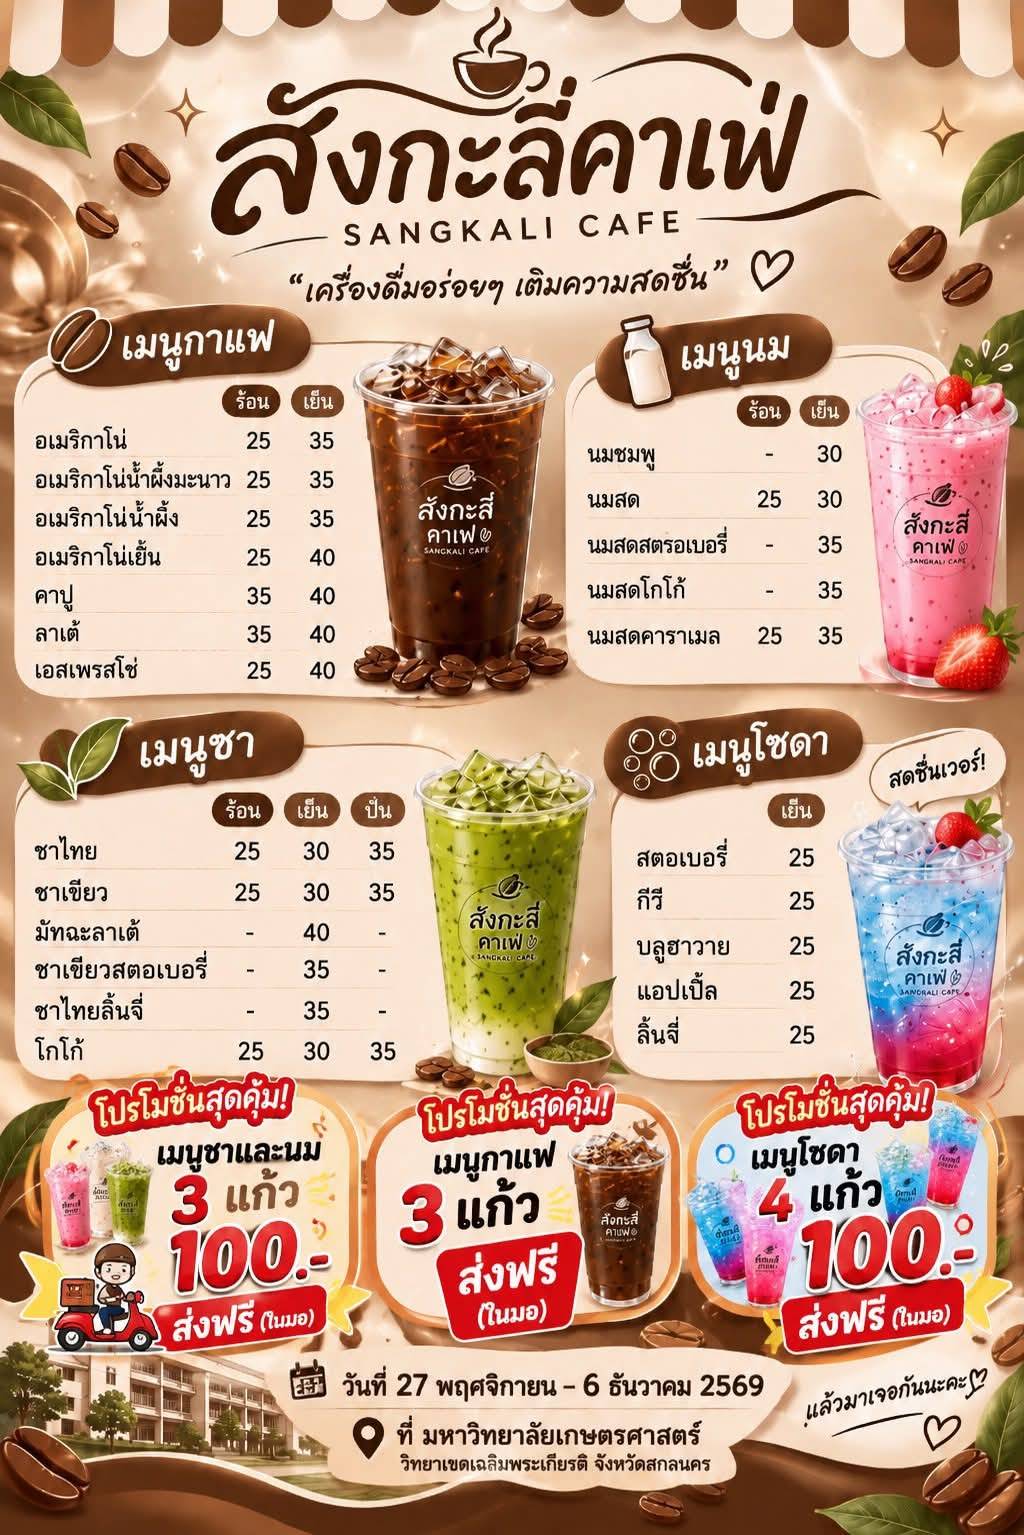 สังกะลี่คาเฟ่
SANGKALI CAFE
“เครื่องดื่มอร่อยๆ เติมความสดชื่น”
เมนูกาแฟ
ร้อน เย็น
อเมริกาโน่ 25 35
อเมริกาโน่น้ำผึ้งมะนาว 25 35
อเมริกาโน่น้ำผึ้ง 25 35
อเมริกาโน่เยิ้น 25 40
คาปู 35 40
ลาเต้ 35 40
เอสเพรสโซ่ 25 40
สังกะสี่
คาเฟ่
SANGKALI CAFE
เมนูนม
ร้อน เย็น
นมชมพู - 30
นมสด 25 30
นมสดสตรอเบอรี่ - 35
นมสดโกโก้ - 35
นมสดคาราเมล 25 35
สังกะสี่
คาเฟ่
SANGKALI CAFE
เมนูชา
ร้อน เย็น ปั่น
ชาไทย 25 30 35
ชาเขียว 25 30 35
มัทฉะลาเต้ - 40 -
ชาเขียวสตอเบอรี่ - 35 -
ชาไทยลิ้นจี่ - 35 -
โกโก้ 25 30 35
สังกะสี่
คาเฟ่
SANGKALI CAFE
เมนูโซดา
สดชื่นเวอร์!
เย็น
สตอเบอรี่ 25
กีวี 25
บลูฮาวาย 25
แอปเปิ้ล 25
ลิ้นจี่ 25
สังกะสี่
คาเฟ่
โปรโมชั่นสุดคุ้ม!
เมนูชาและนม
3 แก้ว
100.-
ส่งฟรี (ในมอ)
โปรโมชั่นสุดคุ้ม!
เมนูกาแฟ
3 แก้ว
ส่งฟรี
(ในมอ)
สังกะสี่
คาเฟ่
โปรโมชั่นสุดคุ้ม!
เมนูโซดา
4 แก้ว
100.-
ส่งฟรี (ในมอ)
วันที่ 27 พฤศจิกายน – 6 ธันวาคม 2569
ที่ มหาวิทยาลัยเกษตรศาสตร์
วิทยาเขตเฉลิมพระเกียรติ จังหวัดสกลนคร
แล้วมาเจอกันนะคะ